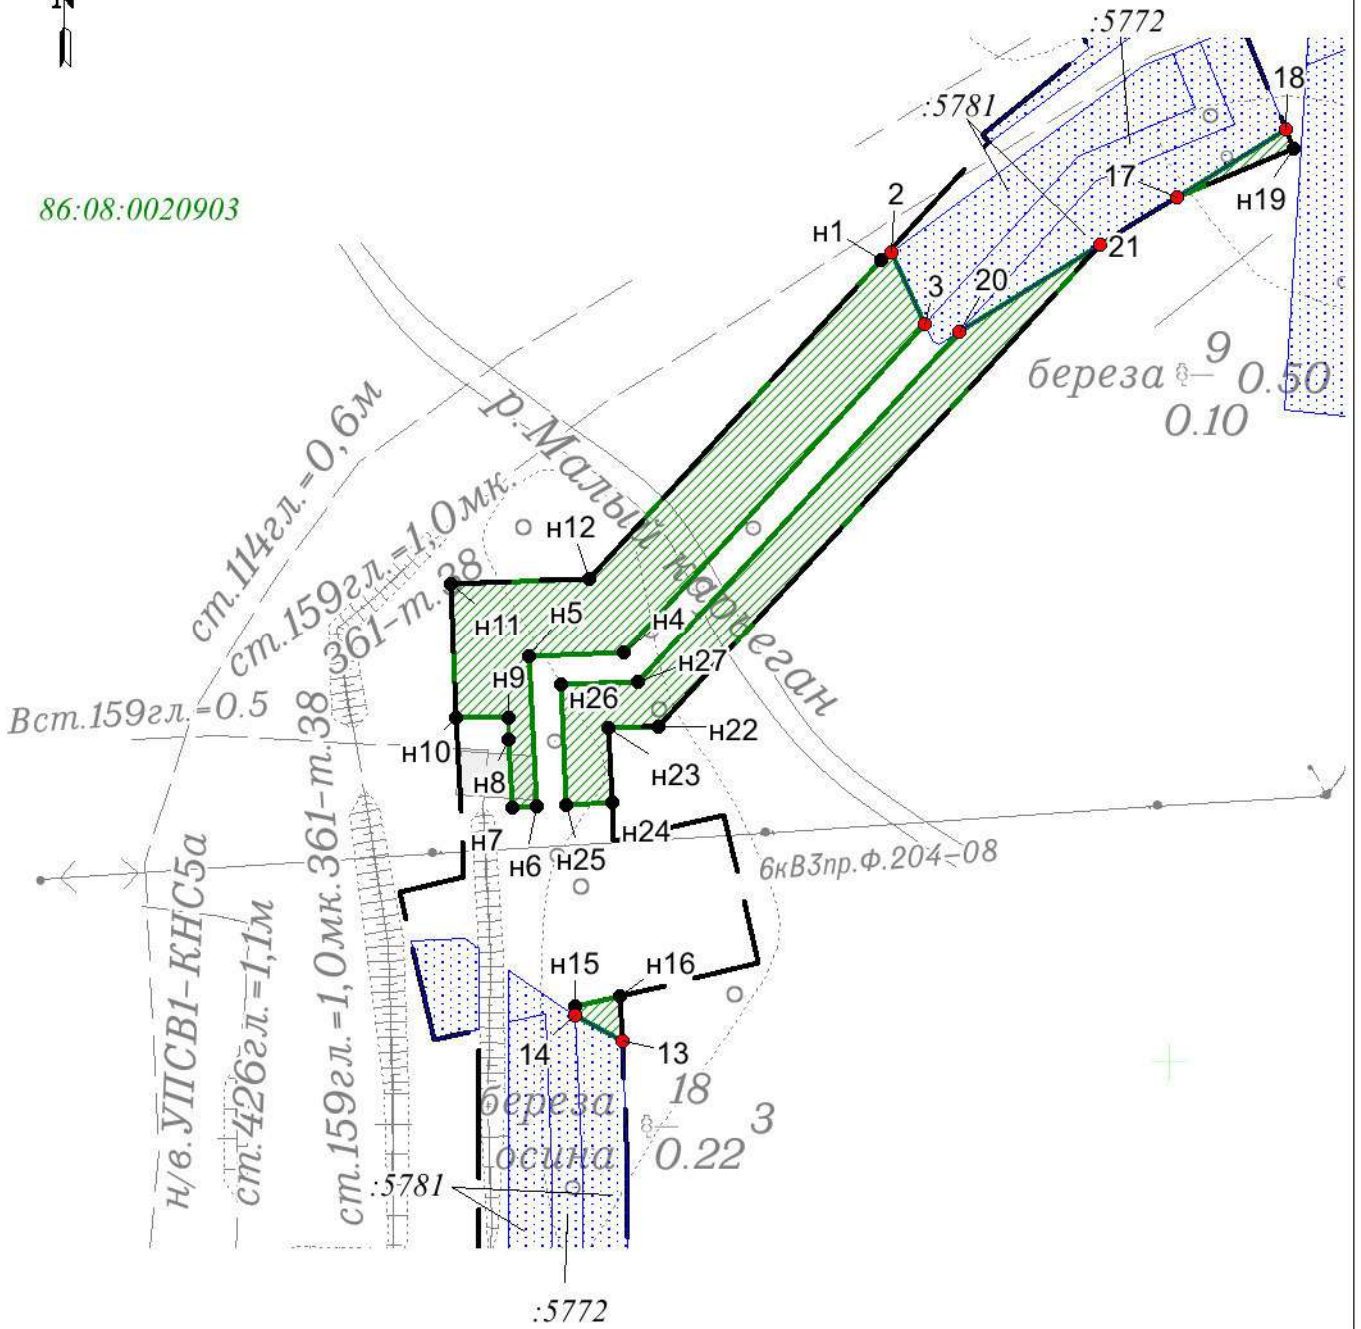 N
:5772
18
:5781
17
н19
86:08:0020903
2
н1
21
20
3
береза 9 0.50
0.10
р. Малый карьеган
ст.114гл.=0,6м
ст.159гл.=1,0мк.
361-т.38
н12
н5
н4
н11
н9
н27
н26
Вст.159гл.=0.5
н10
н22
н8
н23
н7
н24
н6
н25
6кВ3пр.Ф.204-08
ст.159гл.=1,0мк.361-т.38
н/в.УПСВ1-КНС5а
ст.426гл.=1,1м
н15
н16
14
13
береза 18
3
осина 0.22
:5781
:5772